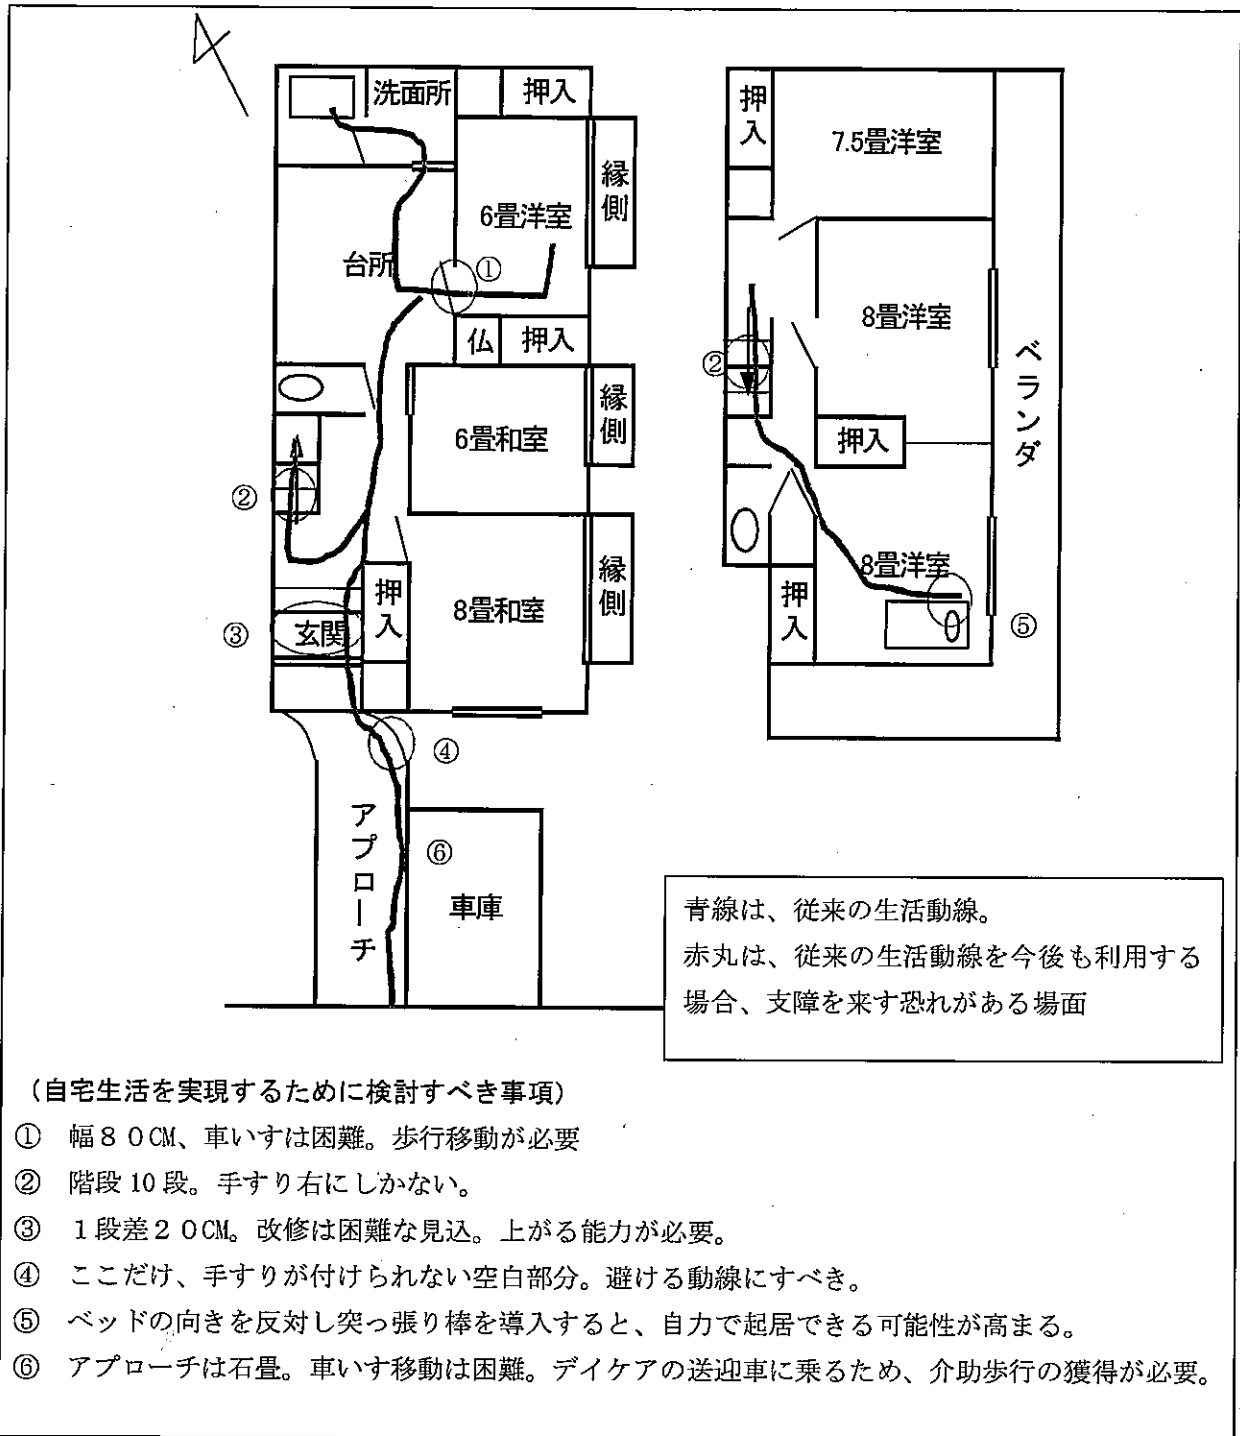 洗面所
押入
押入
7.5畳洋室
縁側
6畳洋室
台所
①
8畳洋室
仏
押入
②
ベランダ
縁側
6畳和室
押入
②
縁側
8畳洋室
押入
8畳和室
押入
③
玄関
⑤
④
アプローチ
⑥
車庫
青線は、従来の生活動線。
赤丸は、従来の生活動線を今後も利用する
場合、支障を来す恐れがある場面
（自宅生活を実現するために検討すべき事項）
① 幅８０CM、車いすは困難。歩行移動が必要
② 階段10段。手すり右にしかない。
③ １段差２０CM。改修は困難な見込。上がる能力が必要。
④ ここだけ、手すりが付けられない空白部分。避ける動線にすべき。
⑤ ベッドの向きを反対し突っ張り棒を導入すると、自力で起居できる可能性が高まる。
⑥ アプローチは石畳。車いす移動は困難。デイケアの送迎車に乗るため、介助歩行の獲得が必要。